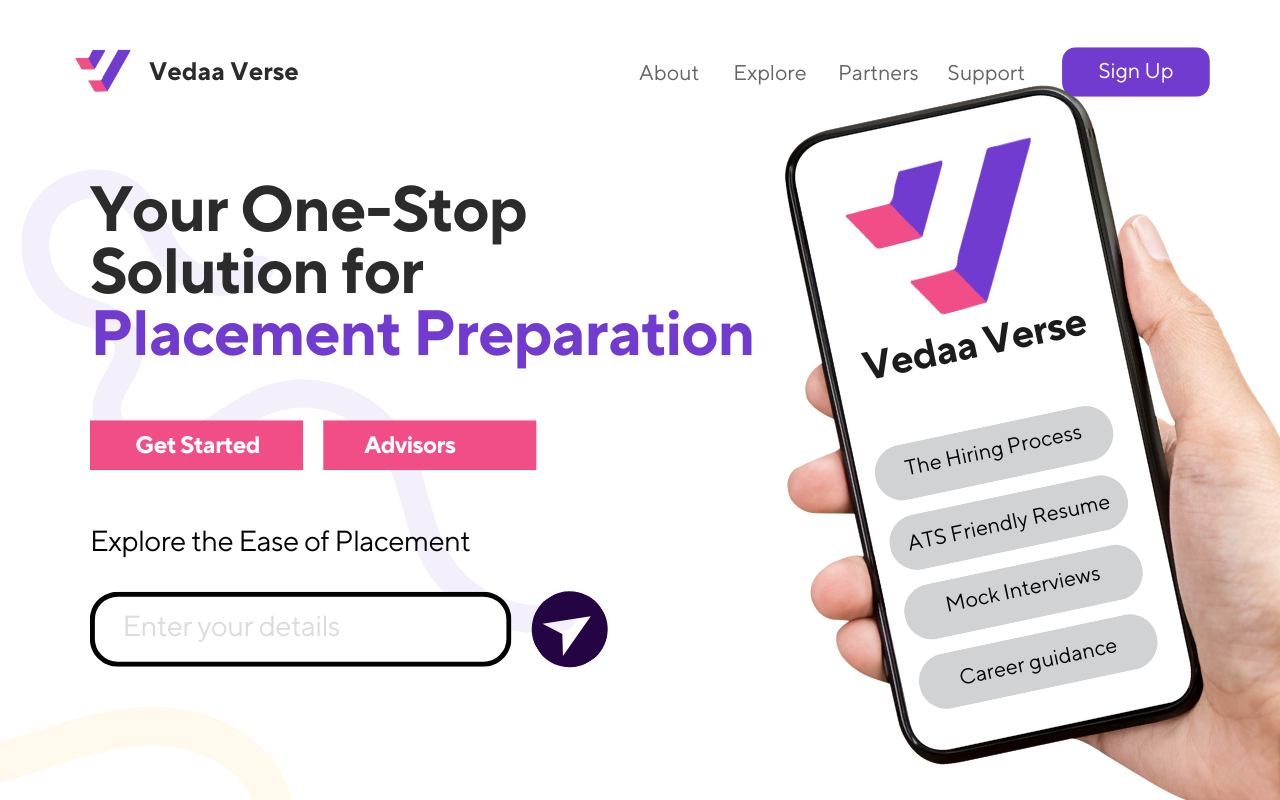 Vedaa Verse
About
Explore
Partners
Support
Sign Up
Your One-Stop
Solution for
Placement Preparation
Get Started
Advisors
Explore the Ease of Placement
Enter your details
Vedaa Verse
The Hiring Process
ATS Friendly Resume
Mock Interviews
Career guidance